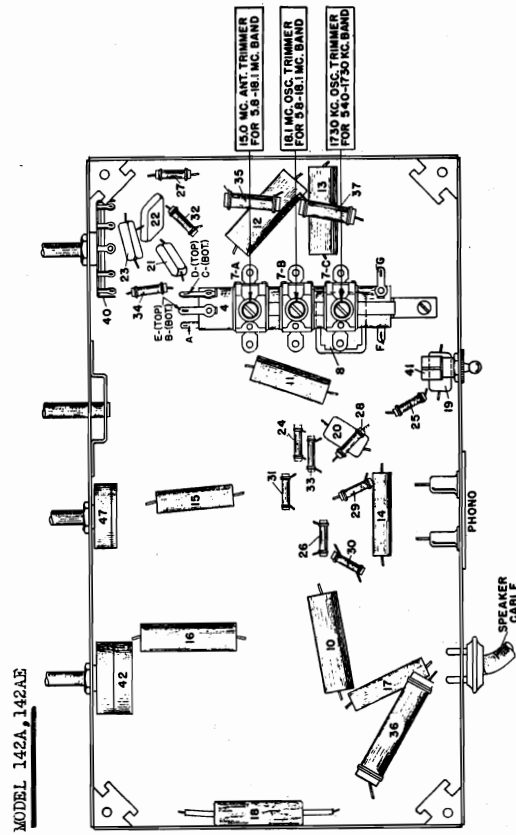 MODEL 142A, 142AE
15.0 MC. ANT. TRIMMER
FOR 5.8-18.1 MC. BAND
18.1 MC. OSC. TRIMMER
FOR 5.8-18.1 MC. BAND
1730 KC. OSC. TRIMMER
FOR 540-1730 KC. BAND
40
23
22
27
32
35
21
34
12
13
37
D-(TOP)
C-(BOT.)
E-(TOP)
B-(BOT.)
A
4
7-A
7-B
7-C
G
F
8
11
41
19
25
24
33
20
28
31
29
26
30
14
15
47
16
42
10
17
36
18
PHONO
SPEAKER
CABLE